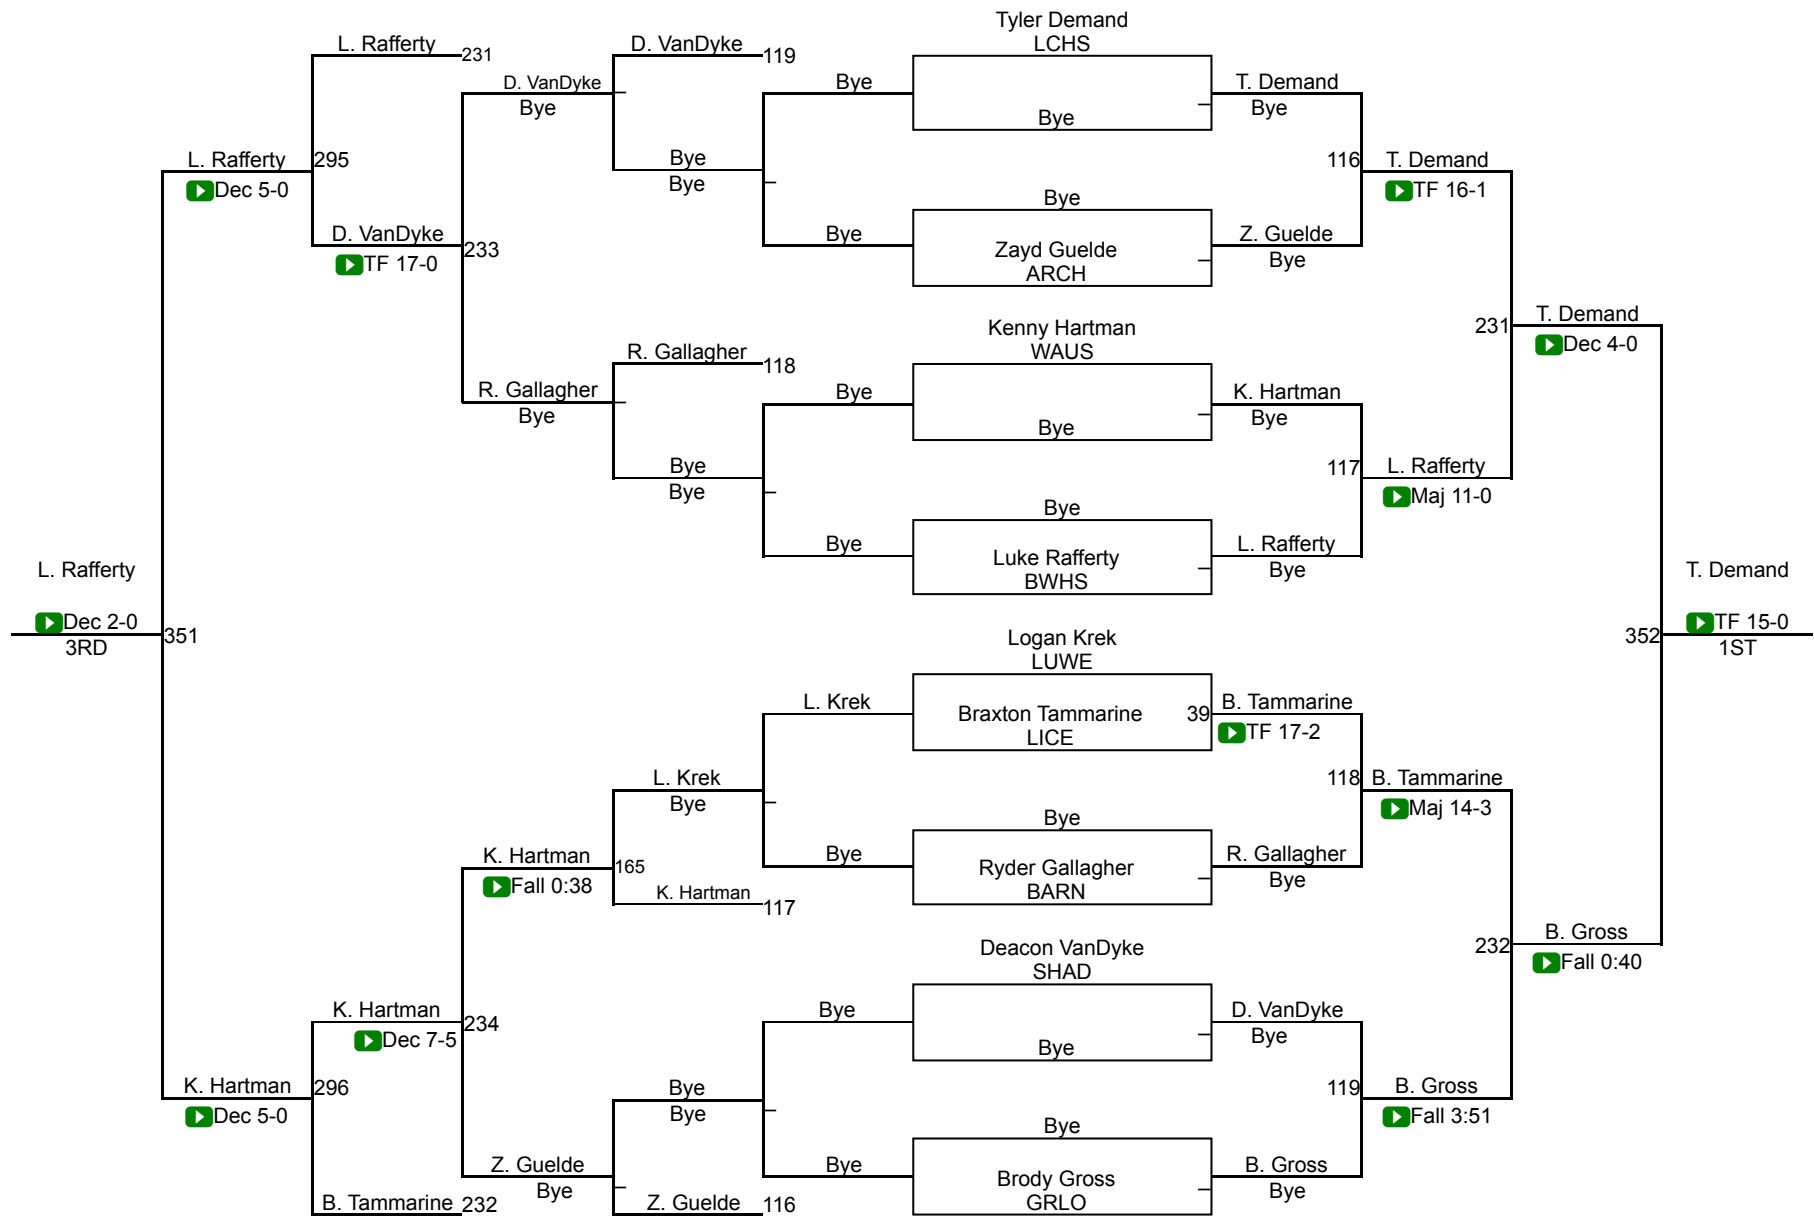 Tyler Demand
LCHS
L. Rafferty
231
D. VanDyke
119
D. VanDyke
Bye
Bye
T. Demand
Bye
Bye
L. Rafferty
295
Dec 5-0
Bye
Bye
116
T. Demand
TF 16-1
Bye
D. VanDyke
233
TF 17-0
Bye
Zayd Guelde
ARCH
Z. Guelde
Bye
Kenny Hartman
WAUS
231
T. Demand
Dec 4-0
R. Gallagher
118
R. Gallagher
Bye
Bye
K. Hartman
Bye
Bye
Bye
Bye
117
L. Rafferty
Maj 11-0
Bye
Bye
Luke Rafferty
BWHS
L. Rafferty
Bye
L. Rafferty
Dec 2-0
3RD
351
T. Demand
352
TF 15-0
1ST
Logan Krek
LUWE
L. Krek
Braxton Tammarine
LICE
39
B. Tammarine
TF 17-2
L. Krek
Bye
118
B. Tammarine
Maj 14-3
Bye
K. Hartman
165
Fall 0:38
Bye
Ryder Gallagher
BARN
R. Gallagher
Bye
K. Hartman
117
Deacon VanDyke
SHAD
232
B. Gross
Fall 0:40
K. Hartman
234
Dec 7-5
Bye
D. VanDyke
Bye
Bye
K. Hartman
296
Dec 5-0
Bye
Bye
119
B. Gross
Fall 3:51
Bye
Z. Guelde
Bye
Bye
Brody Gross
GRLO
B. Gross
Bye
B. Tammarine
232
Z. Guelde
116